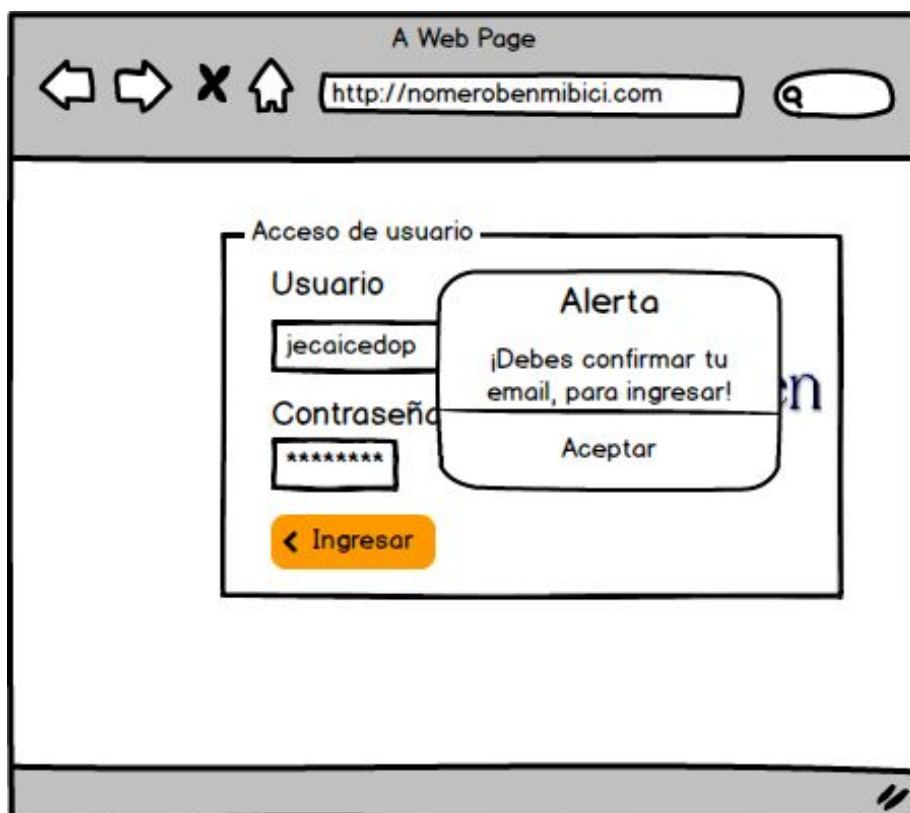 A Web Page
http://nomerobenmibici.com
Acceso de usuario
Usuario
jecaicedop
Contraseña
********
Ingresar
Alerta
¡Debes confirmar tu
email, para ingresar!
Aceptar